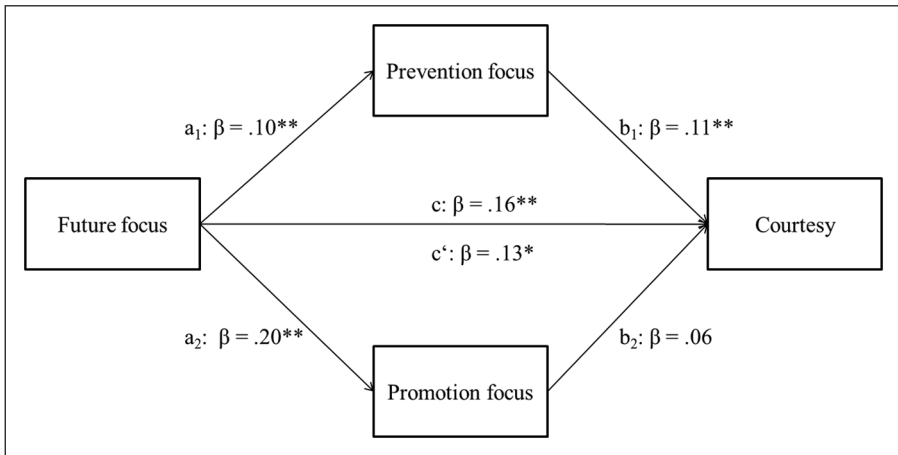 Prevention focus
a₁: β = .10**
b₁: β = .11**
Future focus
c: β = .16**
Courtesy
c‘: β = .13*
a₂: β = .20**
b₂: β = .06
Promotion focus